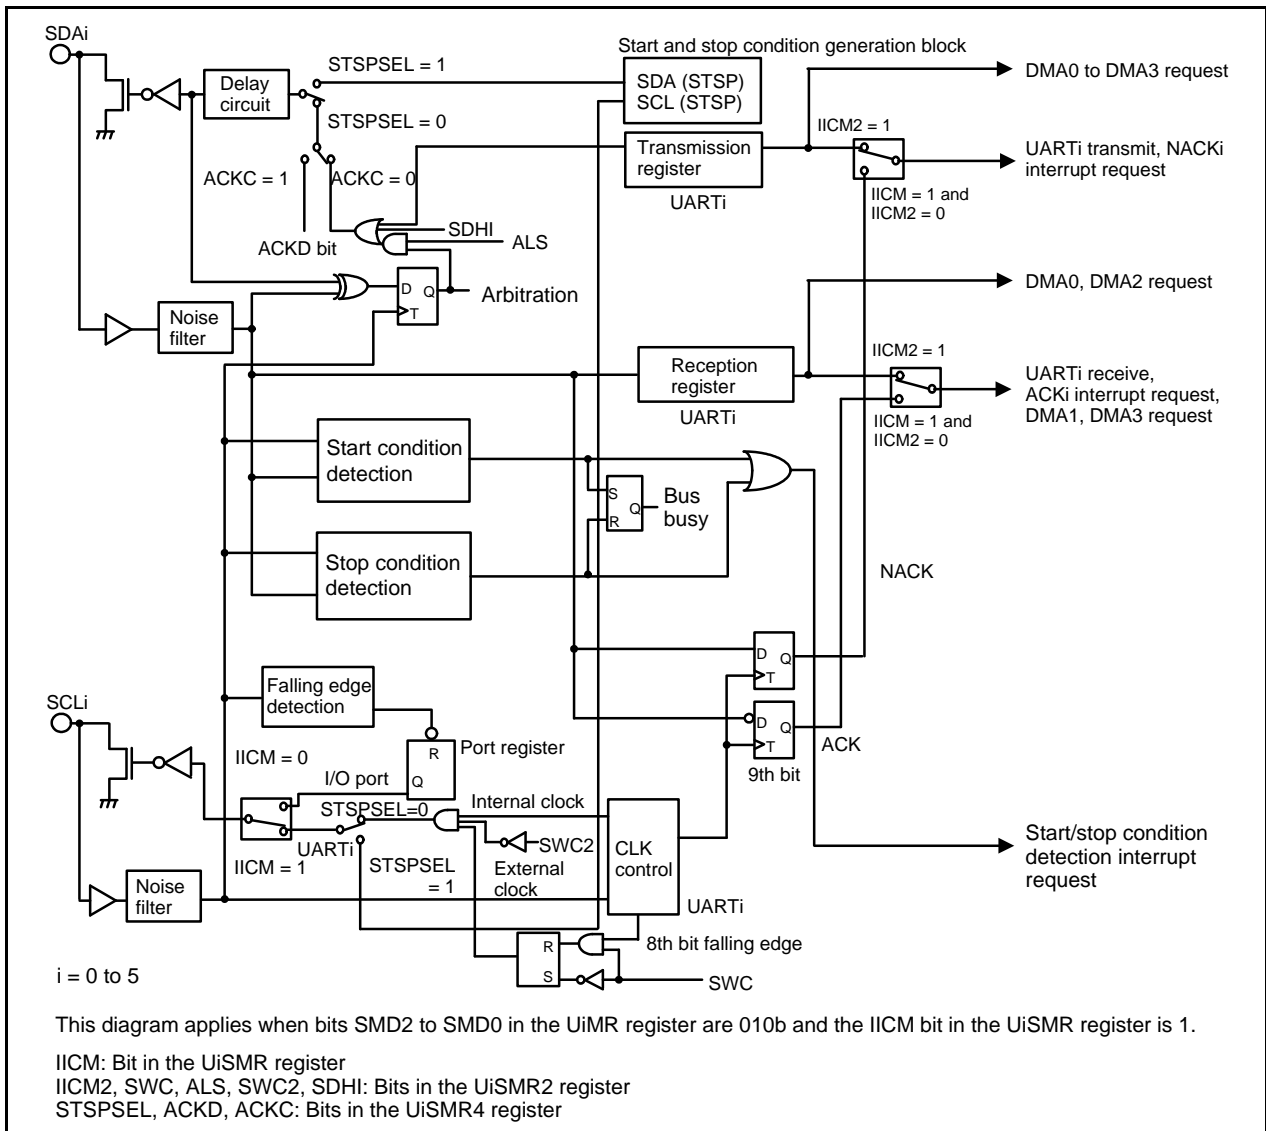 SDAi
Start and stop condition generation block
STSPSEL = 1
Delay
circuit
SDA (STSP)
SCL (STSP)
DMA0 to DMA3 request
STSPSEL = 0
IICM2 = 1
Transmission
register
UARTi transmit, NACKi
interrupt request
ACKC = 1
ACKC = 0
UARTi
IICM = 1 and
IICM2 = 0
SDHI
ACKD bit
ALS
D
Q
T
Arbitration
DMA0, DMA2 request
Noise
filter
IICM2 = 1
Reception
register
UARTi receive,
ACKi interrupt request,
DMA1, DMA3 request
UARTi
IICM = 1 and
IICM2 = 0
Start condition
detection
S
R
Q
Bus
busy
Stop condition
detection
NACK
D
Q
T
Falling edge
detection
SCLi
D
Q
T
ACK
9th bit
IICM = 0
R
Q
Port register
I/O port
STSPSEL=0
Internal clock
SWC2
UARTi
IICM = 1
STSPSEL
= 1
External
clock
CLK
control
UARTi
Start/stop condition
detection interrupt
request
Noise
filter
R
S
8th bit falling edge
SWC
i = 0 to 5
This diagram applies when bits SMD2 to SMD0 in the UiMR register are 010b and the IICM bit in the UiSMR register is 1.
IICM: Bit in the UiSMR register
IICM2, SWC, ALS, SWC2, SDHI: Bits in the UiSMR2 register
STSPSEL, ACKD, ACKC: Bits in the UiSMR4 register